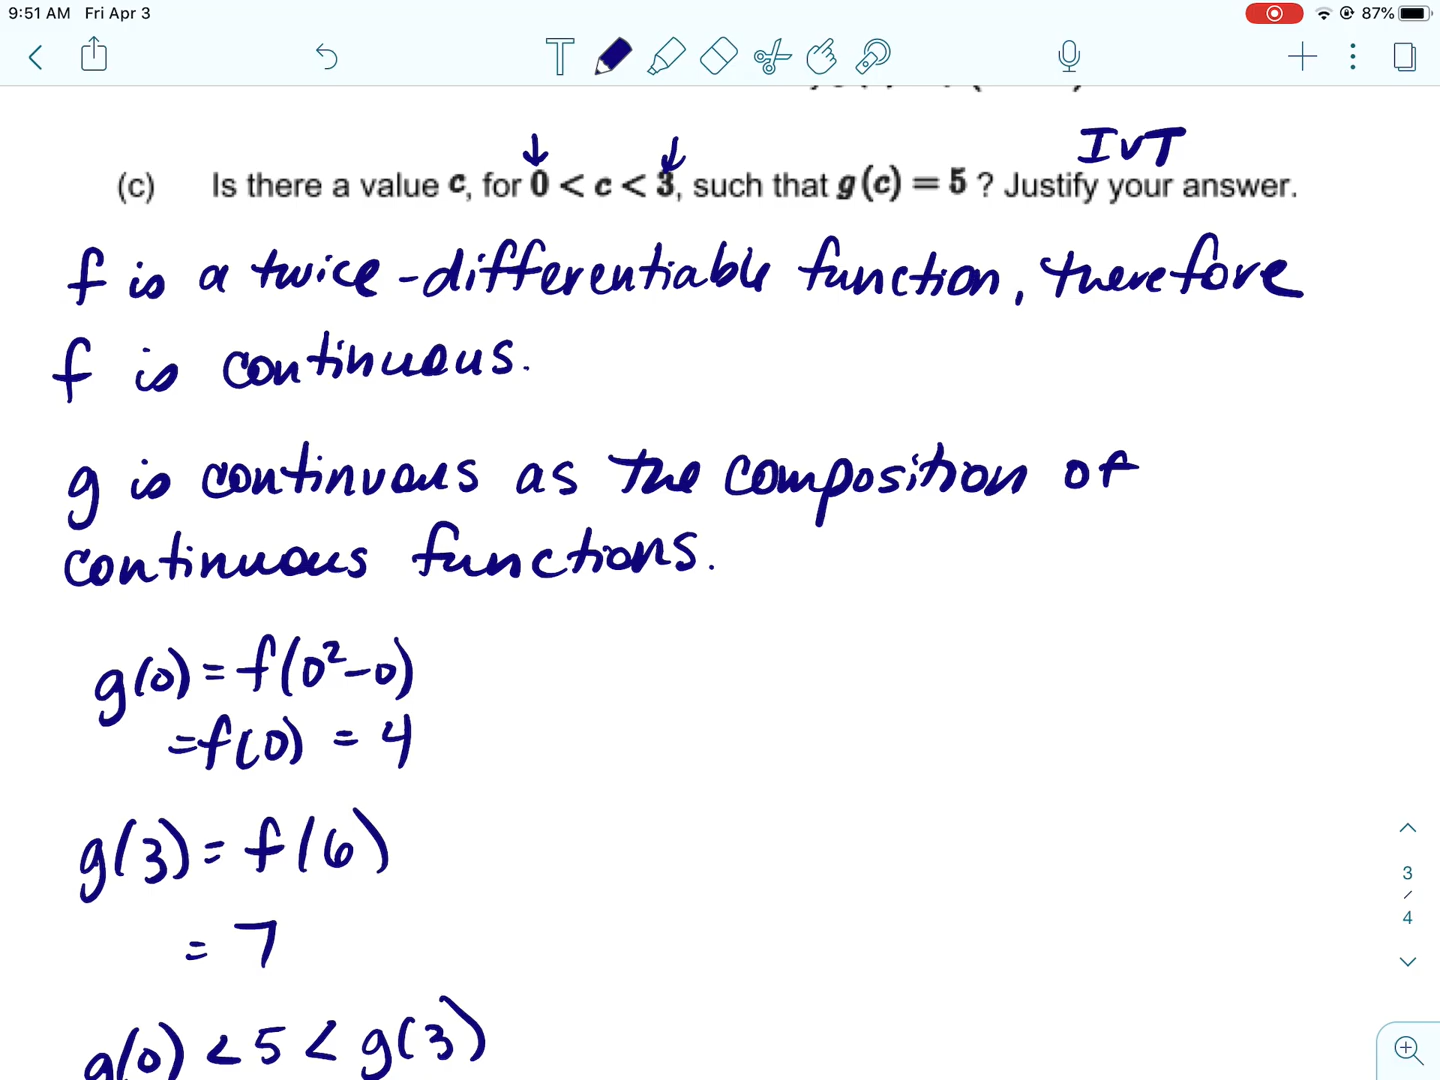 9:51 AM Fri Apr 3
87%
T
IVT
(c) Is there a value c, for 0 < c < 3, such that g(c) = 5 ? Justify your answer.
f is a twice-differentiable function, therefore
f is continuous.
g is continuous as the composition of
continuous functions.
g(0) = f(0²-0)
= f(0) = 4
g(3) = f(6)
= 7
g(0) < 5 < g(3)
3
/
4